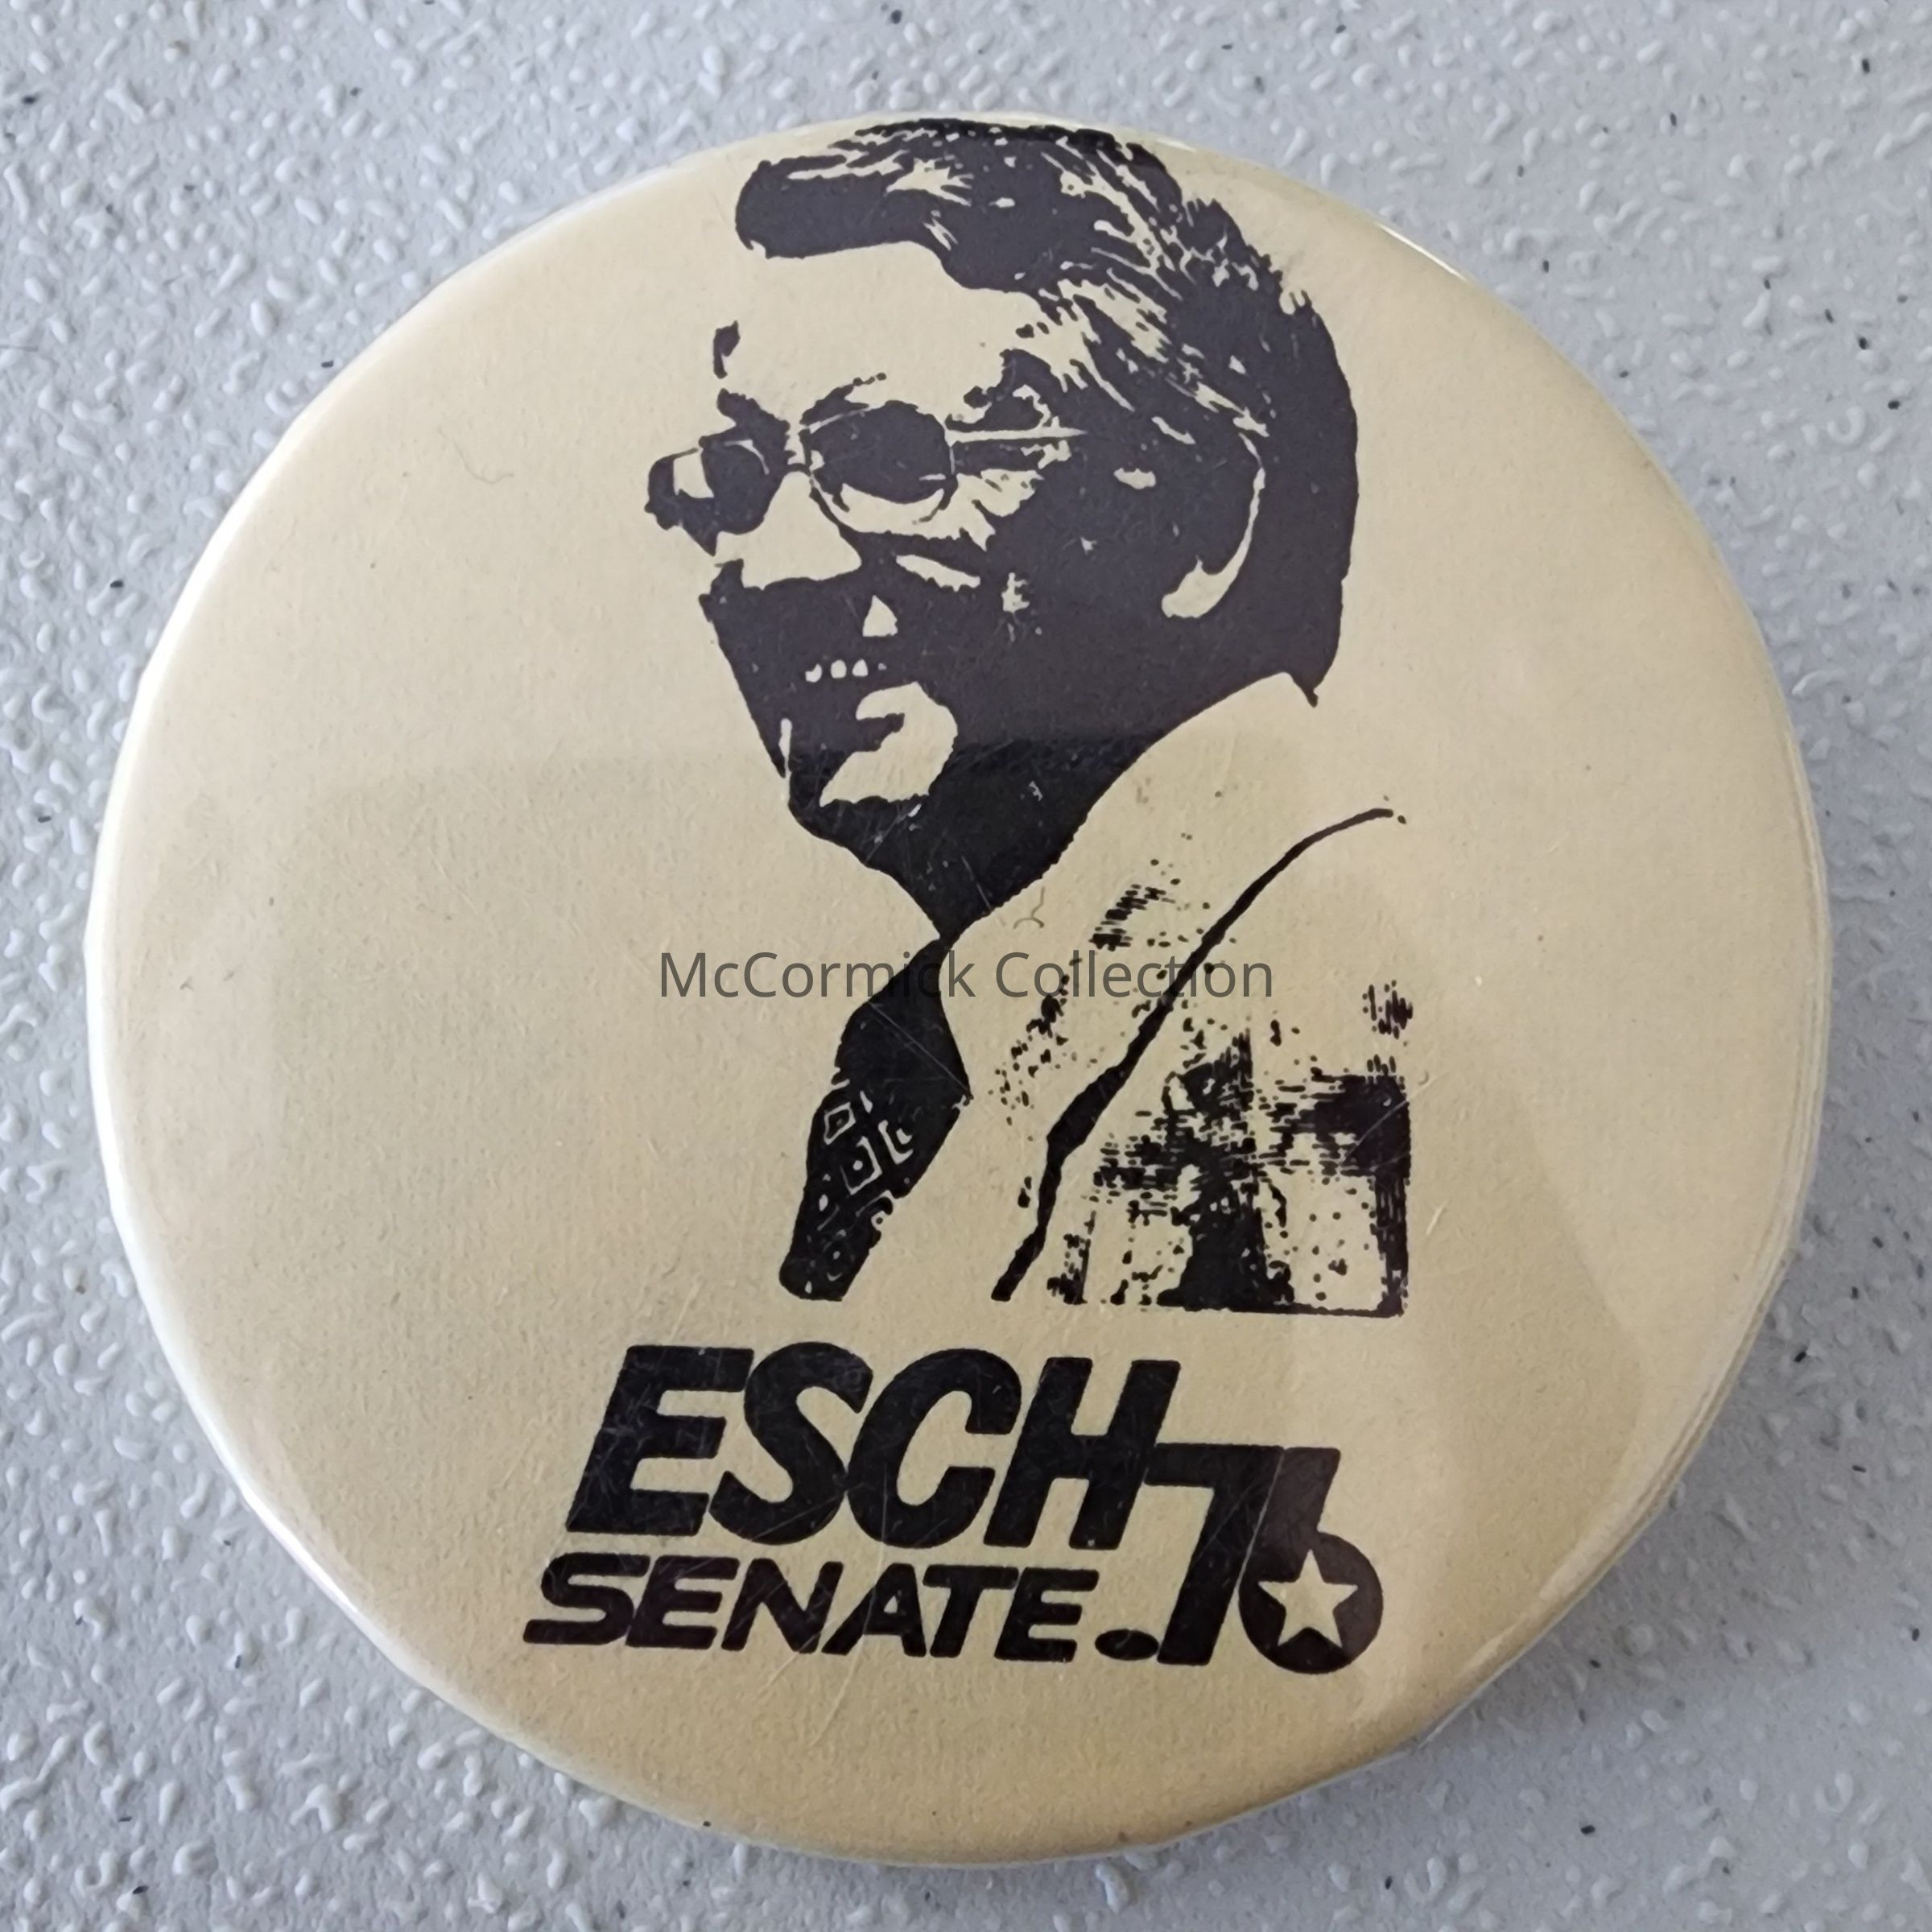 McCormick Collection
ESCH
SENATE.76